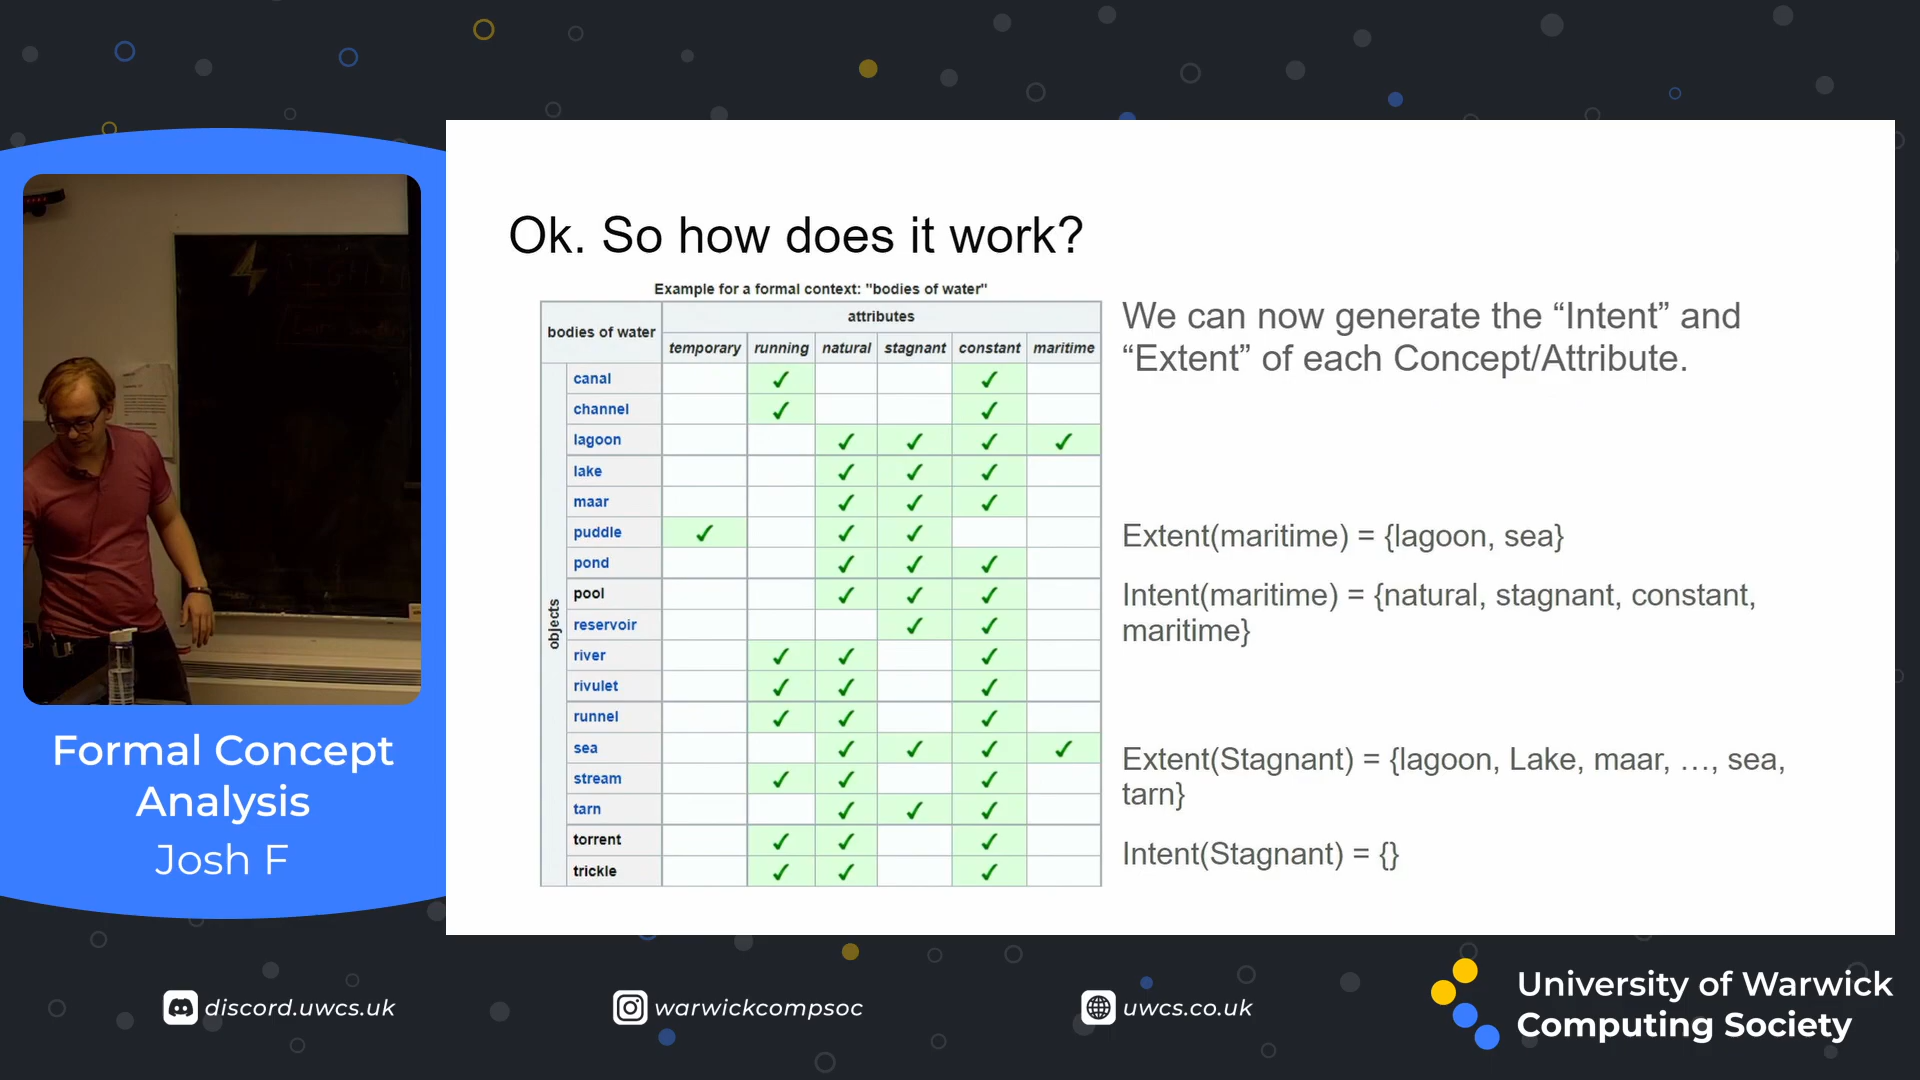 Ok. So how does it work?
Example for a formal context: "bodies of water"
bodies of water
attributes
temporary running natural stagnant constant maritime
objects
canal ✓ ✓
channel ✓ ✓
lagoon ✓ ✓ ✓ ✓
lake ✓ ✓ ✓
maar ✓ ✓ ✓
puddle ✓ ✓ ✓
pond ✓ ✓ ✓
pool ✓ ✓ ✓
reservoir ✓ ✓
river ✓ ✓ ✓
rivulet ✓ ✓ ✓
runnel ✓ ✓ ✓
sea ✓ ✓ ✓ ✓
stream ✓ ✓ ✓
tarn ✓ ✓ ✓
torrent ✓ ✓ ✓
trickle ✓ ✓ ✓
We can now generate the “Intent” and
“Extent” of each Concept/Attribute.
Extent(maritime) = {lagoon, sea}
Intent(maritime) = {natural, stagnant, constant,
maritime}
Extent(Stagnant) = {lagoon, Lake, maar, …, sea,
tarn}
Intent(Stagnant) = {}
Formal Concept
Analysis
Josh F
discord.uwcs.uk
warwickcompsoc
uwcs.co.uk
University of Warwick
Computing Society